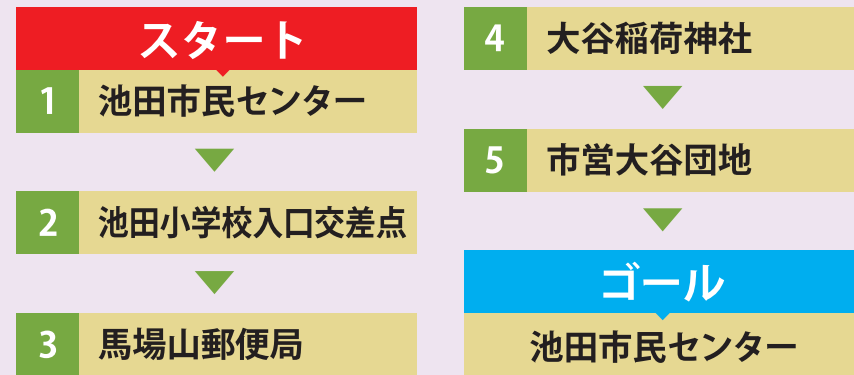 スタート
1 池田市民センター
2 池田小学校入口交差点
3 馬場山郵便局
4 大谷稲荷神社
5 市営大谷団地
ゴール
池田市民センター